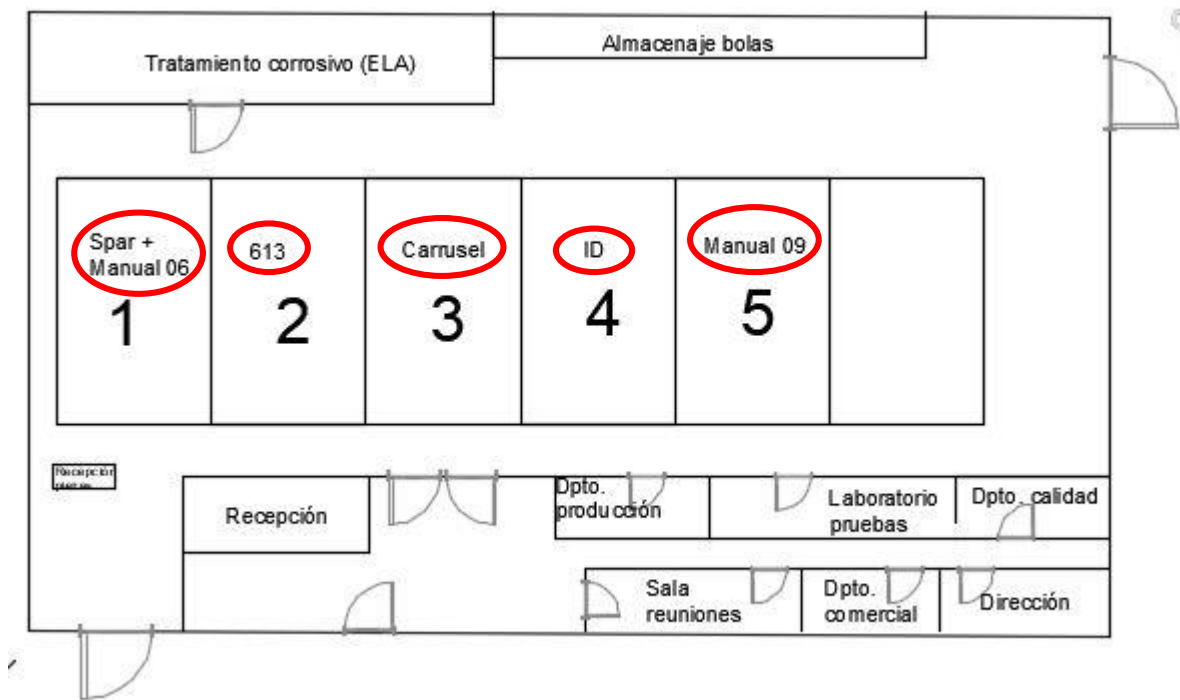 Tratamiento corrosivo (ELA)
Almacenaje bolas
Spar +
Manual 06
1
613
2
Carrusel
3
ID
4
Manual 09
5
Recepción
Recepción
Dpto.
producción
Laboratorio
pruebas
Dpto. calidad
Sala
reuniones
Dpto.
comercial
Dirección